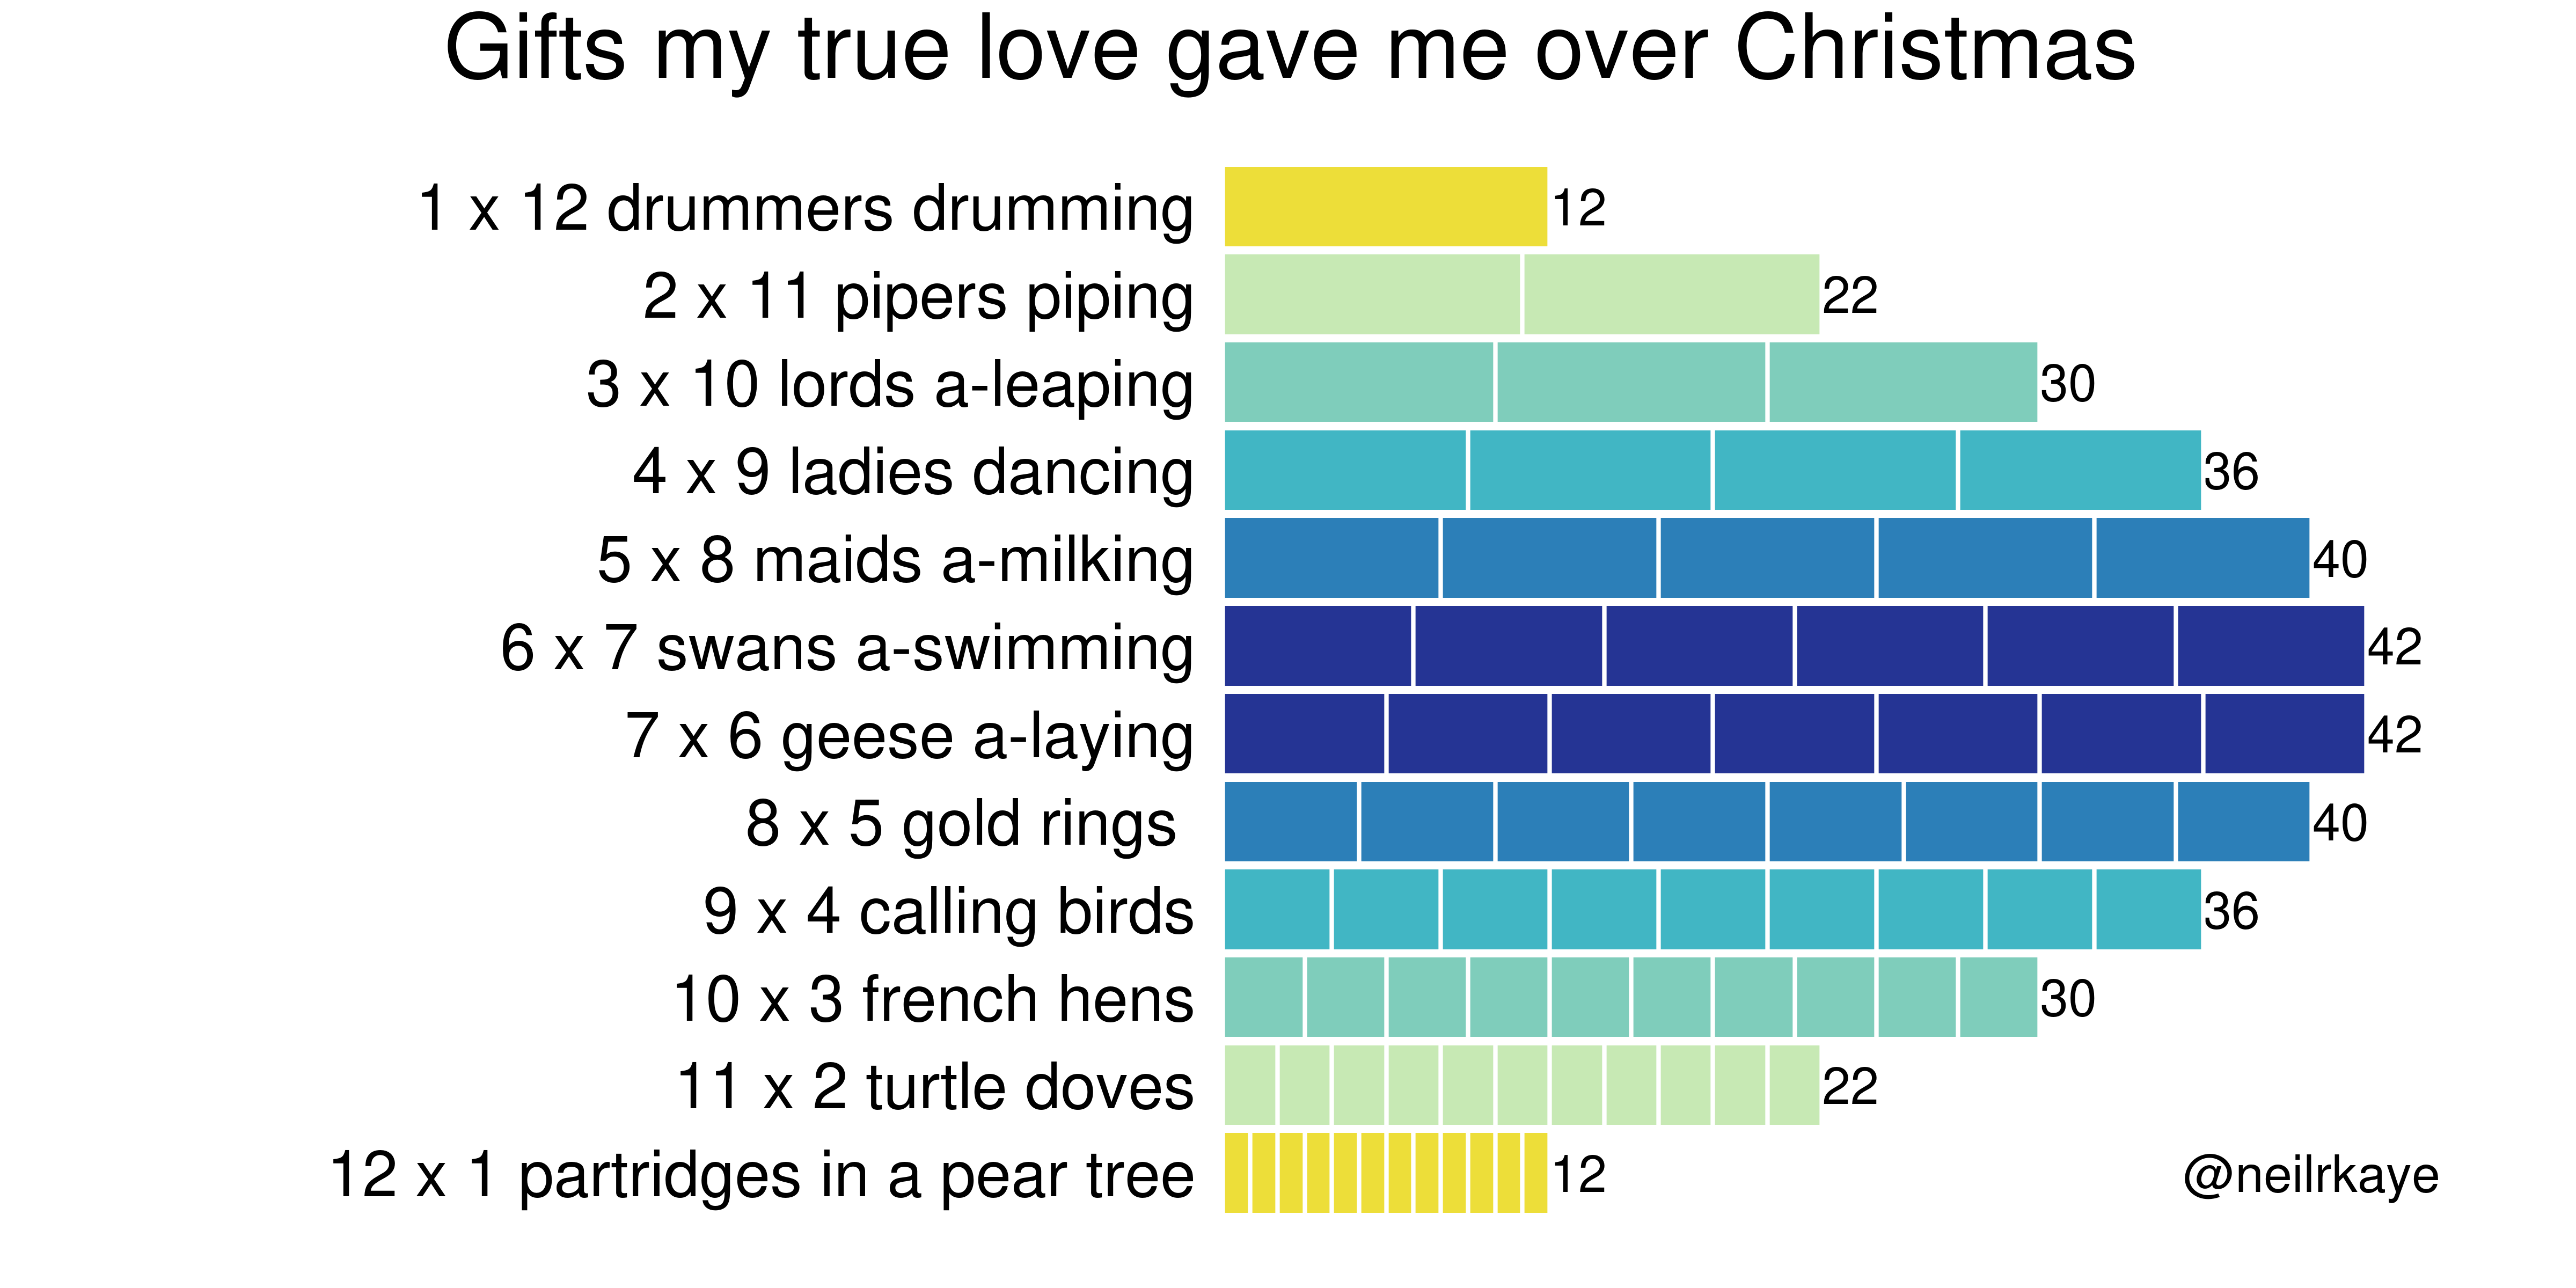 Gifts my true love gave me over Christmas
1 x 12 drummers drumming 12
2 x 11 pipers piping 22
3 x 10 lords a-leaping 30
4 x 9 ladies dancing 36
5 x 8 maids a-milking 40
6 x 7 swans a-swimming 42
7 x 6 geese a-laying 42
8 x 5 gold rings 40
9 x 4 calling birds 36
10 x 3 french hens 30
11 x 2 turtle doves 22
12 x 1 partridges in a pear tree 12
@neilrkaye